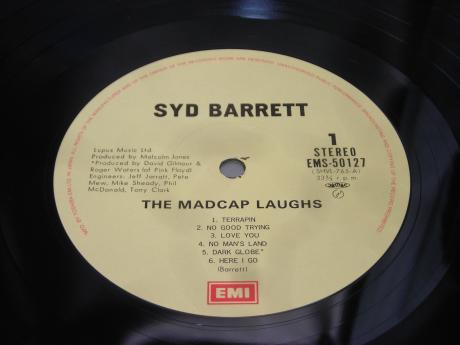 SYD BARRETT
Lupus Music Ltd
Produced by Malcolm Jones
*Produced by David Gilmour &
Roger Waters (of Pink Floyd)
Engineers: Jeff Jarratt, Pete
Mew, Mike Sheady, Phil
McDonald, Tony Clark
1
STEREO
EMS-50127
(SHVL-765-A)
33⅓ r.p.m.
THE MADCAP LAUGHS
1. TERRAPIN
2. NO GOOD TRYING
3. LOVE YOU
4. NO MAN'S LAND
5. DARK GLOBE*
6. HERE I GO
(Barrett)
EMI